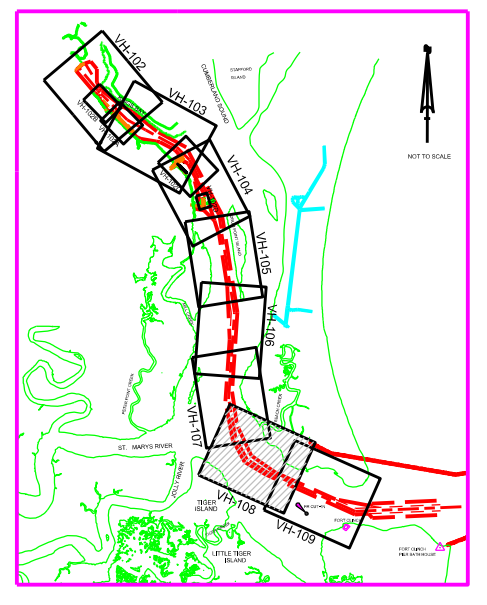 VH-102
VH-103
CUMBERLAND SOUND
STAFFORD
ISLAND
NOT TO SCALE
VH-104
VH-105
VH-106
VH-107
ST. MARYS RIVER
JOLLY RIVER
TIGER
ISLAND
VH-108
VH-109
LITTLE TIGER
ISLAND
FORT CLINCH
FORT CLINCH
PIER BATH HOUSE